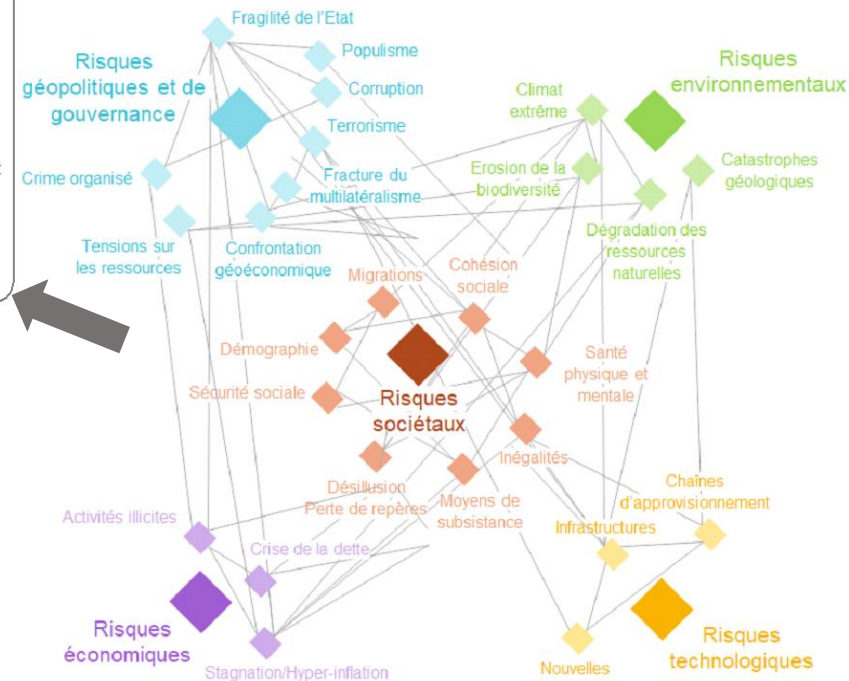 Fragilité de l'Etat
Risques
géopolitiques et de
gouvernance
Populisme
Corruption
Terrorisme
Crime organisé
Fracture du
multilatéralisme
Tensions sur
les ressources
Confrontation
géoéconomique
Risques
environnementaux
Climat
extrême
Erosion de la
biodiversité
Catastrophes
géologiques
Dégradation des
ressources
naturelles
Migrations
Cohésion
sociale
Démographie
Sécurité sociale
Risques
sociétaux
Santé
physique et
mentale
Inégalités
Désillusion
Perte de repères
Moyens de
subsistance
Activités illicites
Crise de la dette
Risques
économiques
Stagnation/Hyper-inflation
Chaînes
d'approvisionnement
Infrastructures
Nouvelles
Risques
technologiques